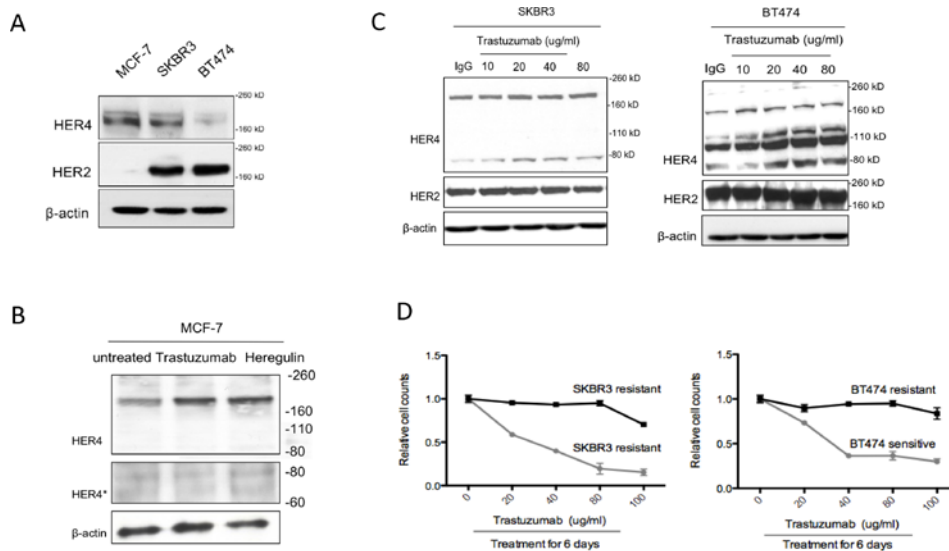 A
MCF-7 SKBR3 BT474
-260 kD
HER4
-160 kD
-260 kD
HER2
-160 kD
β-actin
B
MCF-7
untreated Trastuzumab Heregulin
-260
-160
-110
HER4
-80
-80
HER4*
-60
β-actin
C
SKBR3
Trastuzumab (ug/ml)
IgG 10 20 40 80
-260 kD
-160 kD
-110 kD
HER4
-80 kD
HER2
β-actin
BT474
Trastuzumab (ug/ml)
IgG 10 20 40 80
-260 kD
-160 kD
-110 kD
HER4
-80 kD
-260 kD
HER2
-160 kD
β-actin
D
Relative cell counts
1.5
1.0
0.5
0.0
SKBR3 resistant
SKBR3 resistant
0 20 40 80 100
Trastuzumab (ug/ml)
Treatment for 6 days
Relative cell counts
1.5
1.0
0.5
0.0
BT474 resistant
BT474 sensitive
0 20 40 60 100
Trastuzumab (ug/ml)
Treatment for 6 days